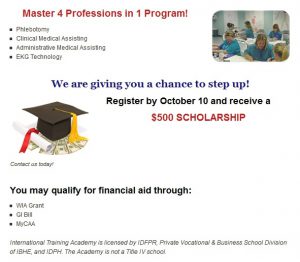 Master 4 Professions in 1 Program!
Phlebotomy
Clinical Medical Assisting
Administrative Medical Assisting
EKG Technology
We are giving you a chance to step up!
Register by October 10 and receive a
$500 SCHOLARSHIP
Contact us today!
You may qualify for financial aid through:
WIA Grant
GI Bill
MyCAA
International Training Academy is licensed by IDFPR, Private Vocational & Business School Division
of IBHE, and IDPH. The Academy is not a Title IV school.